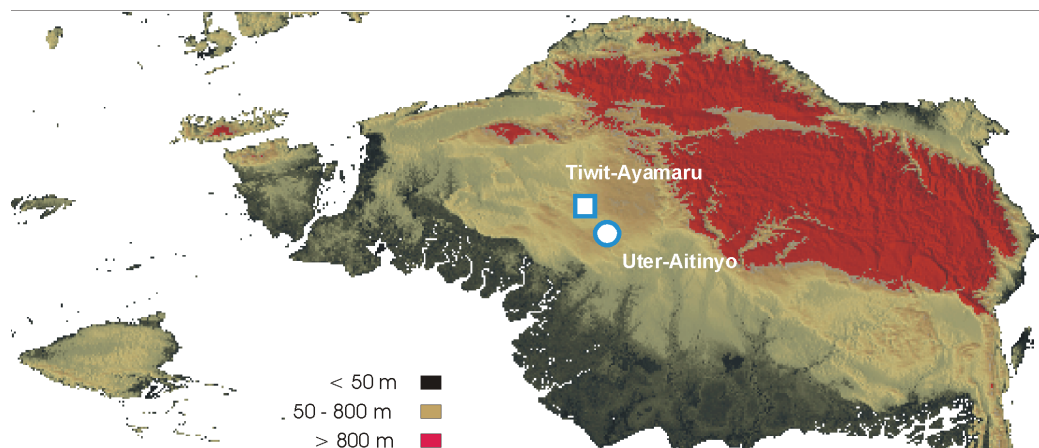 Tiwit-Ayamaru
Uter-Aitinyo
< 50 m
50 - 800 m
> 800 m